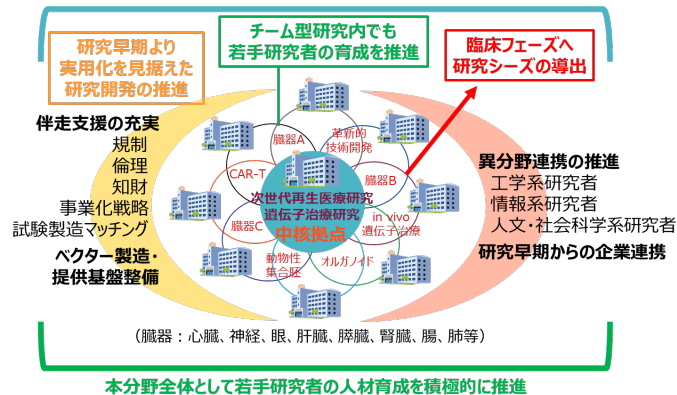 チーム型研究内でも
若手研究者の育成を推進
研究早期より
実用化を見据えた
研究開発の推進
臨床フェーズへ
研究シーズの導出
伴走支援の充実
規制
倫理
知財
事業化戦略
試験製造マッチング
ベクター製造・
提供基盤整備
臓器A
革新的
技術開発
CAR-T
臓器B
次世代再生医療研究
遺伝子治療研究
中核拠点
臓器C
in vivo
遺伝子治療
動物性
集合胚
オルガノイド
異分野連携の推進
工学系研究者
情報系研究者
人文・社会科学系研究者
研究早期からの企業連携
（臓器：心臓、神経、眼、肝臓、膵臓、腎臓、腸、肺等）
本分野全体として若手研究者の人材育成を積極的に推進